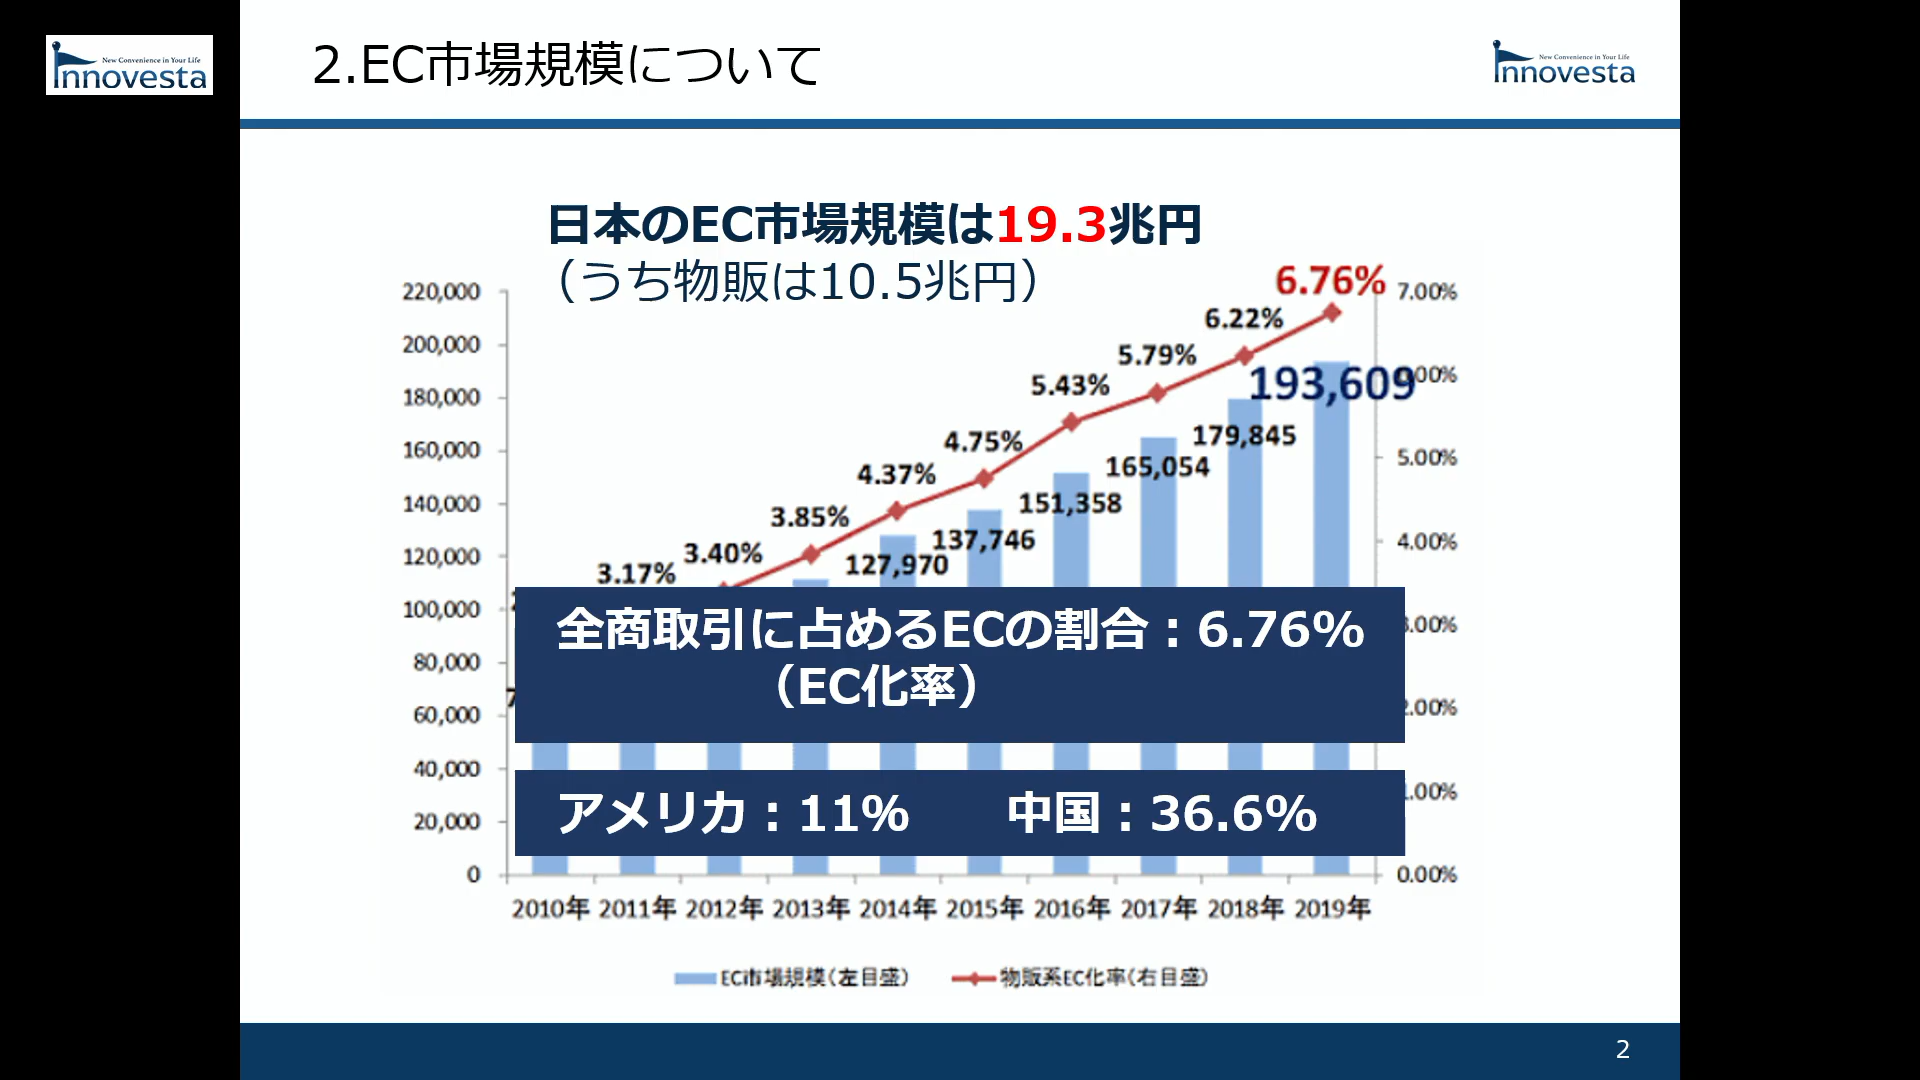 New Convenience in Your Life
Innovesta
2.EC市場規模について
New Convenience in Your Life
Innovesta
日本のEC市場規模は19.3兆円
（うち物販は10.5兆円）
220,000
200,000
180,000
160,000
140,000
120,000
100,000
80,000
60,000
40,000
20,000
0
3.17%
3.40%
3.85%
4.37%
4.75%
5.43%
5.79%
6.22%
6.76%
127,970
137,746
151,358
165,054
179,845
193,609
7.00%
5.00%
4.00%
0.00%
全商取引に占めるECの割合：6.76%
（EC化率）
アメリカ：11%　　中国：36.6%
2010年 2011年 2012年 2013年 2014年 2015年 2016年 2017年 2018年 2019年
EC市場規模（左目盛）　物販系EC化率（右目盛）
2